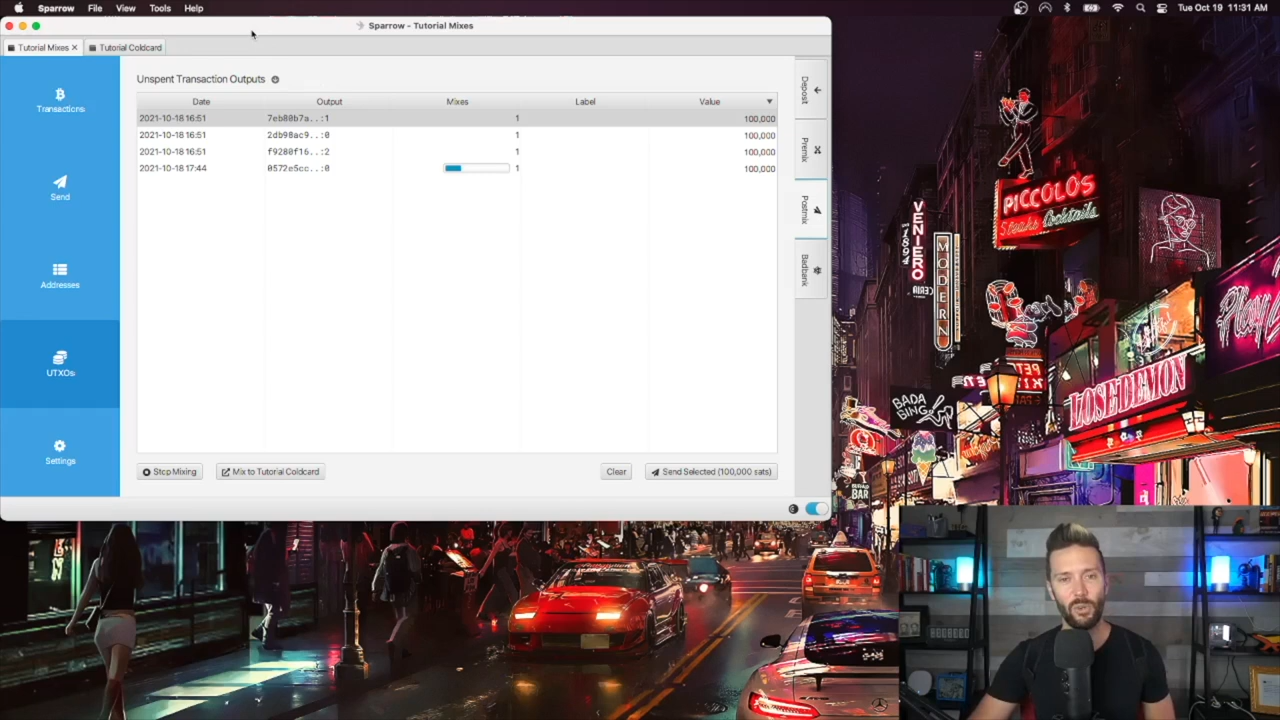 Sparrow File View Tools Help
Tue Oct 19 11:31 AM
Sparrow - Tutorial Mixes
Tutorial Mixes Tutorial Coldcard
Transactions
Send
Addresses
UTXOs
Settings
Unspent Transaction Outputs
Date Output Mixes Label Value
2021-10-18 16:51 7eb80b7a..:1 1 100,000
2021-10-18 16:51 2db98ac9..:0 1 100,000
2021-10-18 16:51 f9280f16..:2 1 100,000
2021-10-18 17:44 0572e5cc..:0 1 100,000
Stop Mixing Mix to Tutorial Coldcard Clear Send Selected (100,000 sats)
Deposit
Premix
Postmix
Badbank
PICCOLO'S
Steaks Cocktails
VENIERO
MODERN
BADA
BING
BAR
LOSE DEMON